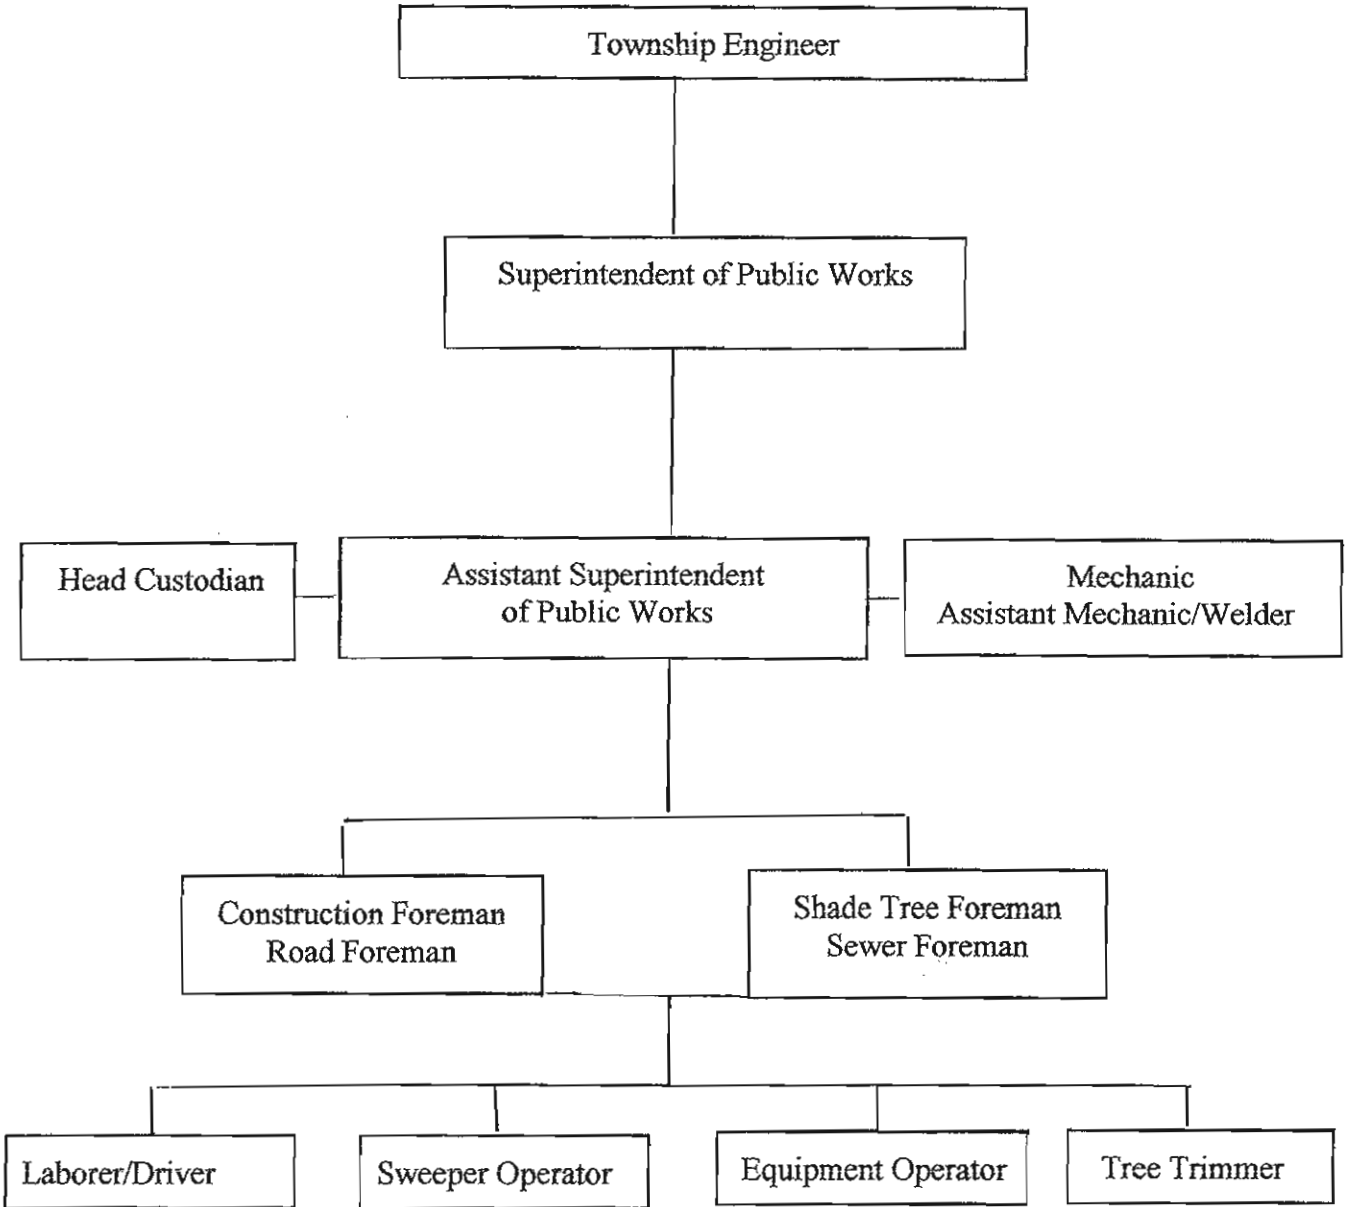 Township Engineer
Superintendent of Public Works
Head Custodian
Assistant Superintendent
of Public Works
Mechanic
Assistant Mechanic/Welder
Construction Foreman
Road Foreman
Shade Tree Foreman
Sewer Foreman
Laborer/Driver
Sweeper Operator
Equipment Operator
Tree Trimmer